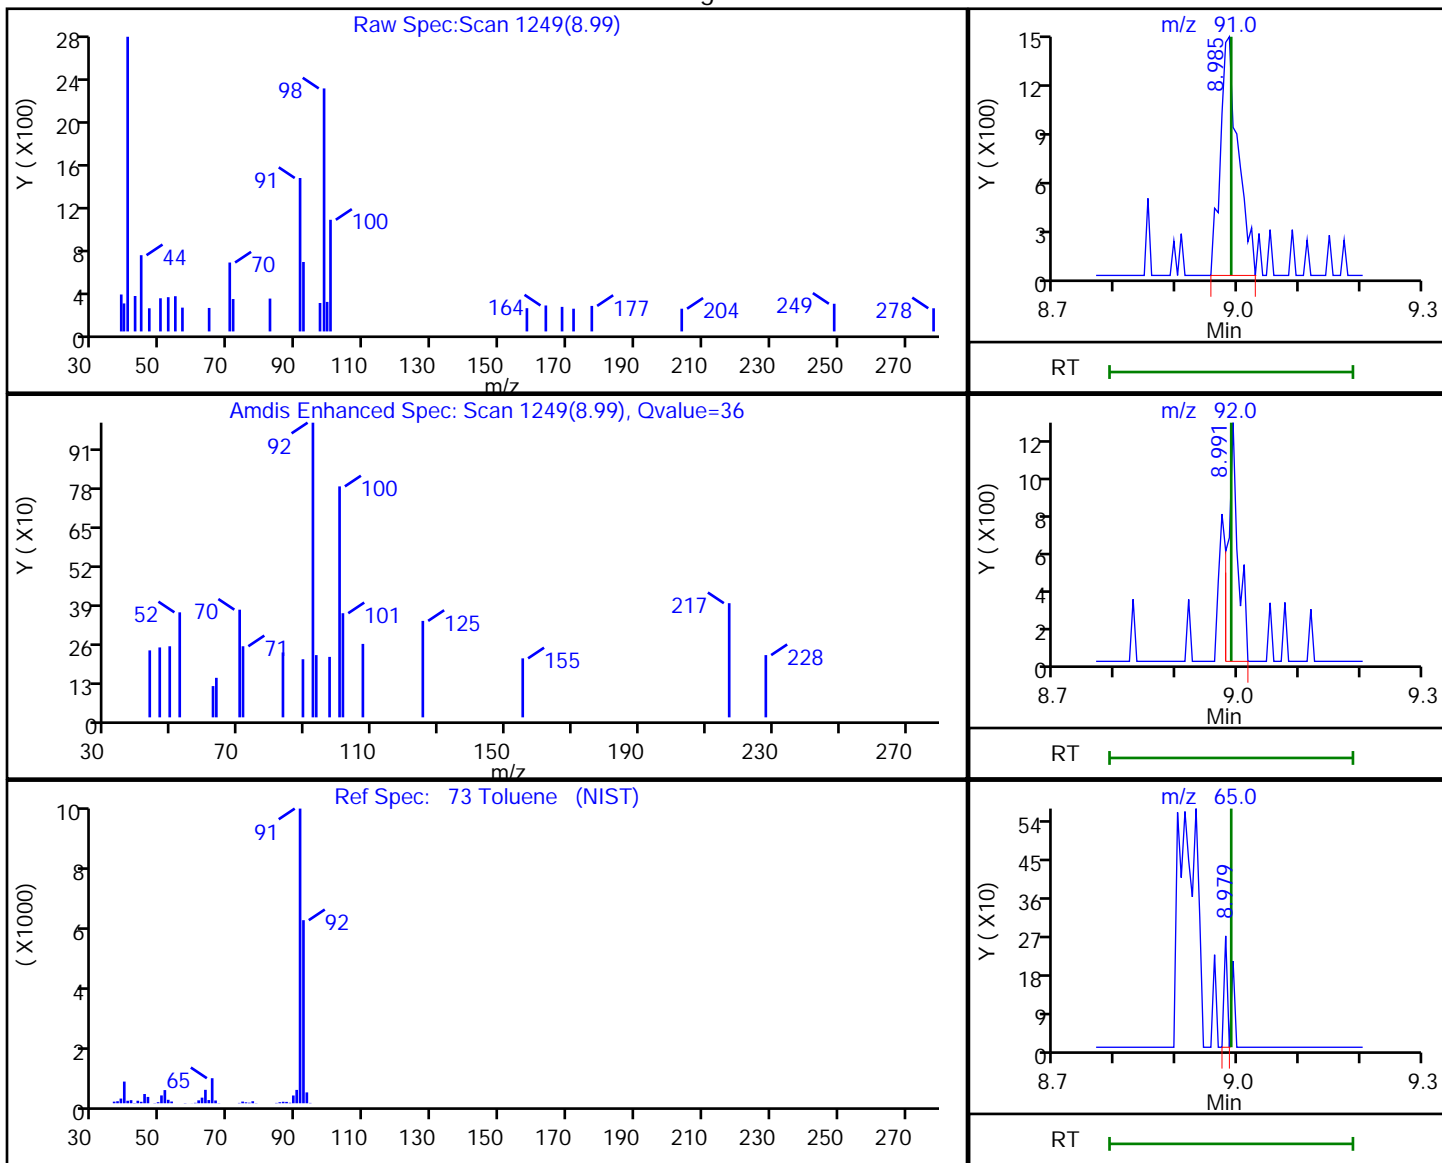 Raw Spec:Scan 1249(8.99)
Y ( X100)
28
24
20
16
12
8
4
0
98
91
100
44
70
164
177
204
249
278
30 50 70 90 110 130 150 170 190 210 230 250 270
m/z
m/z 91.0
Y ( X100)
15
12
9
6
3
0
8.985
8.7 9.0 9.3
Min
RT
Amdis Enhanced Spec: Scan 1249(8.99), Qvalue=36
Y ( X10)
91
78
65
52
39
26
13
0
92
100
52
70
71
101
125
155
217
228
30 70 110 150 190 230 270
m/z
m/z 92.0
Y ( X100)
12
10
8
6
4
2
0
8.991
8.7 9.0 9.3
Min
RT
Ref Spec: 73 Toluene (NIST)
( X1000)
10
8
6
4
2
0
91
92
65
30 50 70 90 110 130 150 170 190 210 230 250 270
m/z 65.0
Y ( X10)
54
45
36
27
18
9
0
8.979
8.7 9.0 9.3
Min
RT